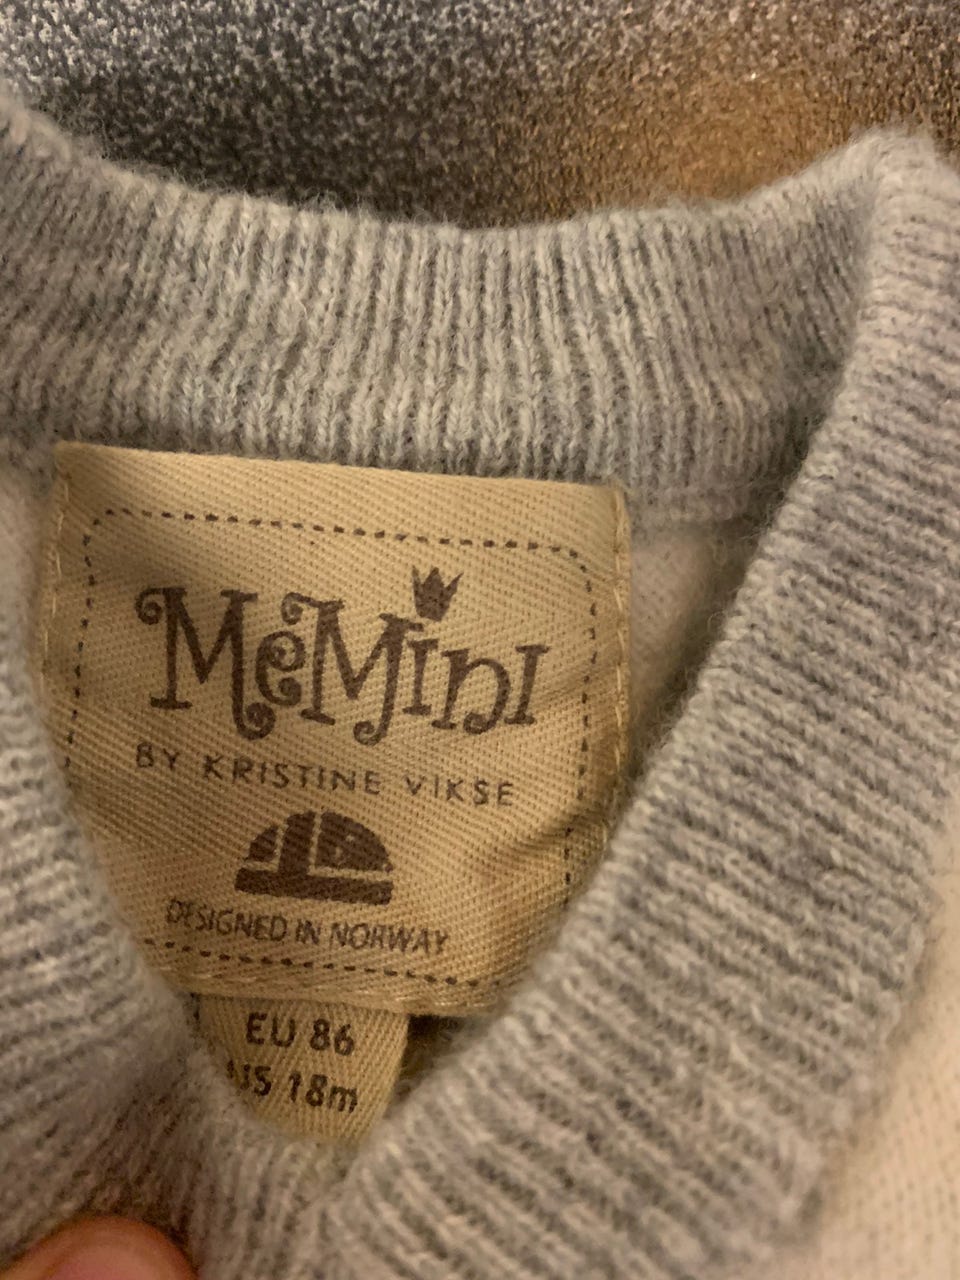 MeMini
BY KRISTINE VIKSE
DESIGNED IN NORWAY
EU 86
US 18m